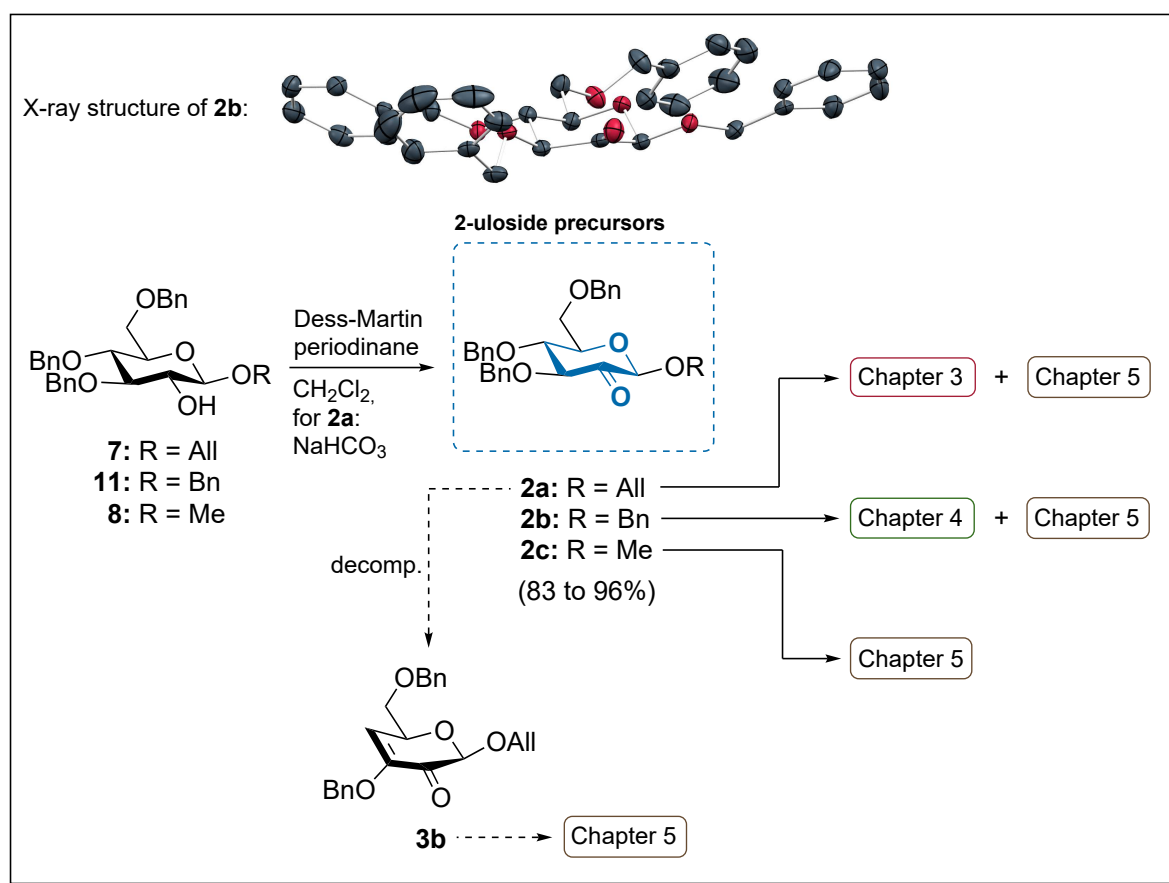 X-ray structure of 2b:
2-uloside precursors
OBn
BnO
BnO
O
OR
OH
7: R = All
11: R = Bn
8: R = Me
Dess-Martin
periodinane
CH₂Cl₂,
for 2a:
NaHCO₃
OBn
BnO
BnO
O
OR
O
2a: R = All
2b: R = Bn
2c: R = Me
(83 to 96%)
Chapter 3 + Chapter 5
Chapter 4 + Chapter 5
Chapter 5
decomp.
OBn
O
OAll
BnO
O
3b
Chapter 5